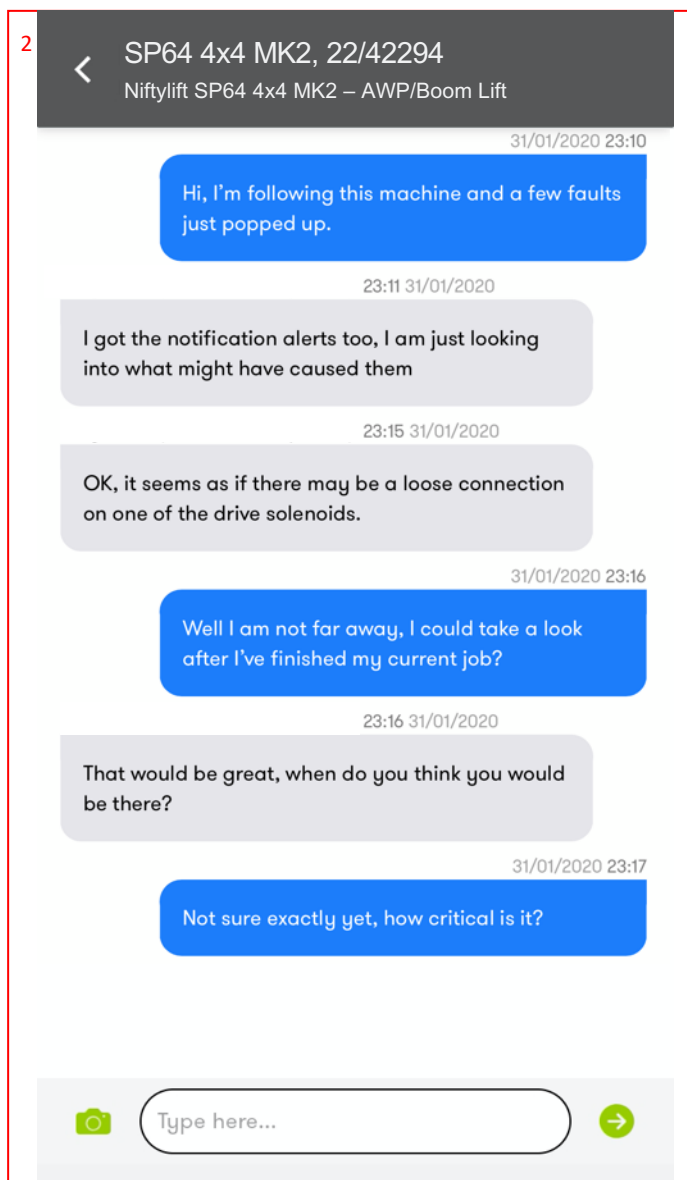 2
SP64 4x4 MK2, 22/42294
Niftylift SP64 4x4 MK2 – AWP/Boom Lift
31/01/2020 23:10
Hi, I’m following this machine and a few faults
just popped up.
23:11 31/01/2020
I got the notification alerts too, I am just looking
into what might have caused them
23:15 31/01/2020
OK, it seems as if there may be a loose connection
on one of the drive solenoids.
31/01/2020 23:16
Well I am not far away, I could take a look
after I’ve finished my current job?
23:16 31/01/2020
That would be great, when do you think you would
be there?
31/01/2020 23:17
Not sure exactly yet, how critical is it?
Type here...